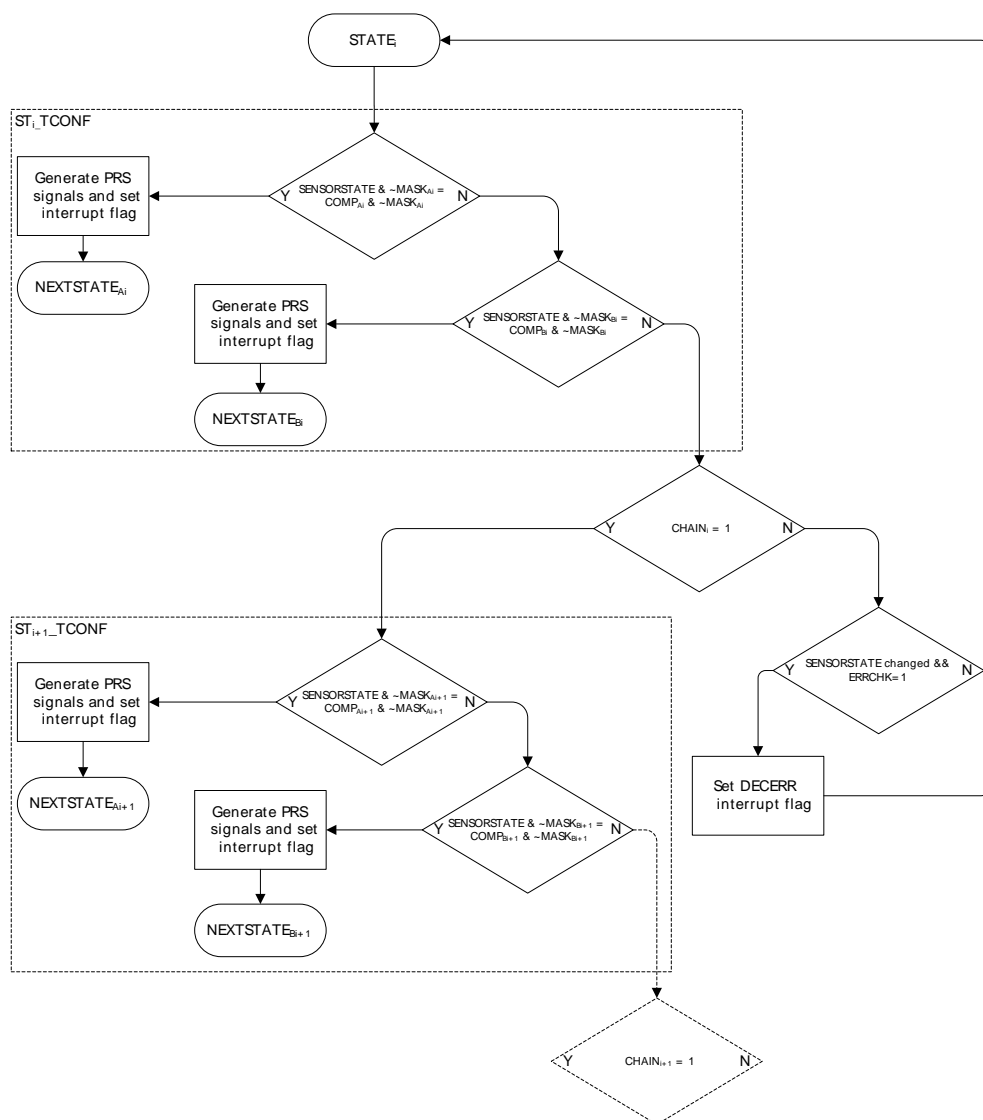 STATEi
STi_TCONF
Generate PRS
signals and set
interrupt flag
Y
SENSORSTATE & ~MASKAi =
COMPAi & ~MASKAi
N
NEXTSTATEAi
Generate PRS
signals and set
interrupt flag
Y
SENSORSTATE & ~MASKBi =
COMPBi & ~MASKBi
N
NEXTSTATEBi
Y
CHAINi = 1
N
STi+1_TCONF
Generate PRS
signals and set
interrupt flag
Y
SENSORSTATE & ~MASKAi+1 =
COMPAi+1 & ~MASKAi+1
N
Y
SENSORSTATE changed &&
ERRCHK=1
N
NEXTSTATEAi+1
Set DECERR
interrupt flag
Generate PRS
signals and set
interrupt flag
Y
SENSORSTATE & ~MASKBi+1 =
COMPBi+1 & ~MASKBi+1
N
NEXTSTATEBi+1
Y
CHAINi+1 = 1
N